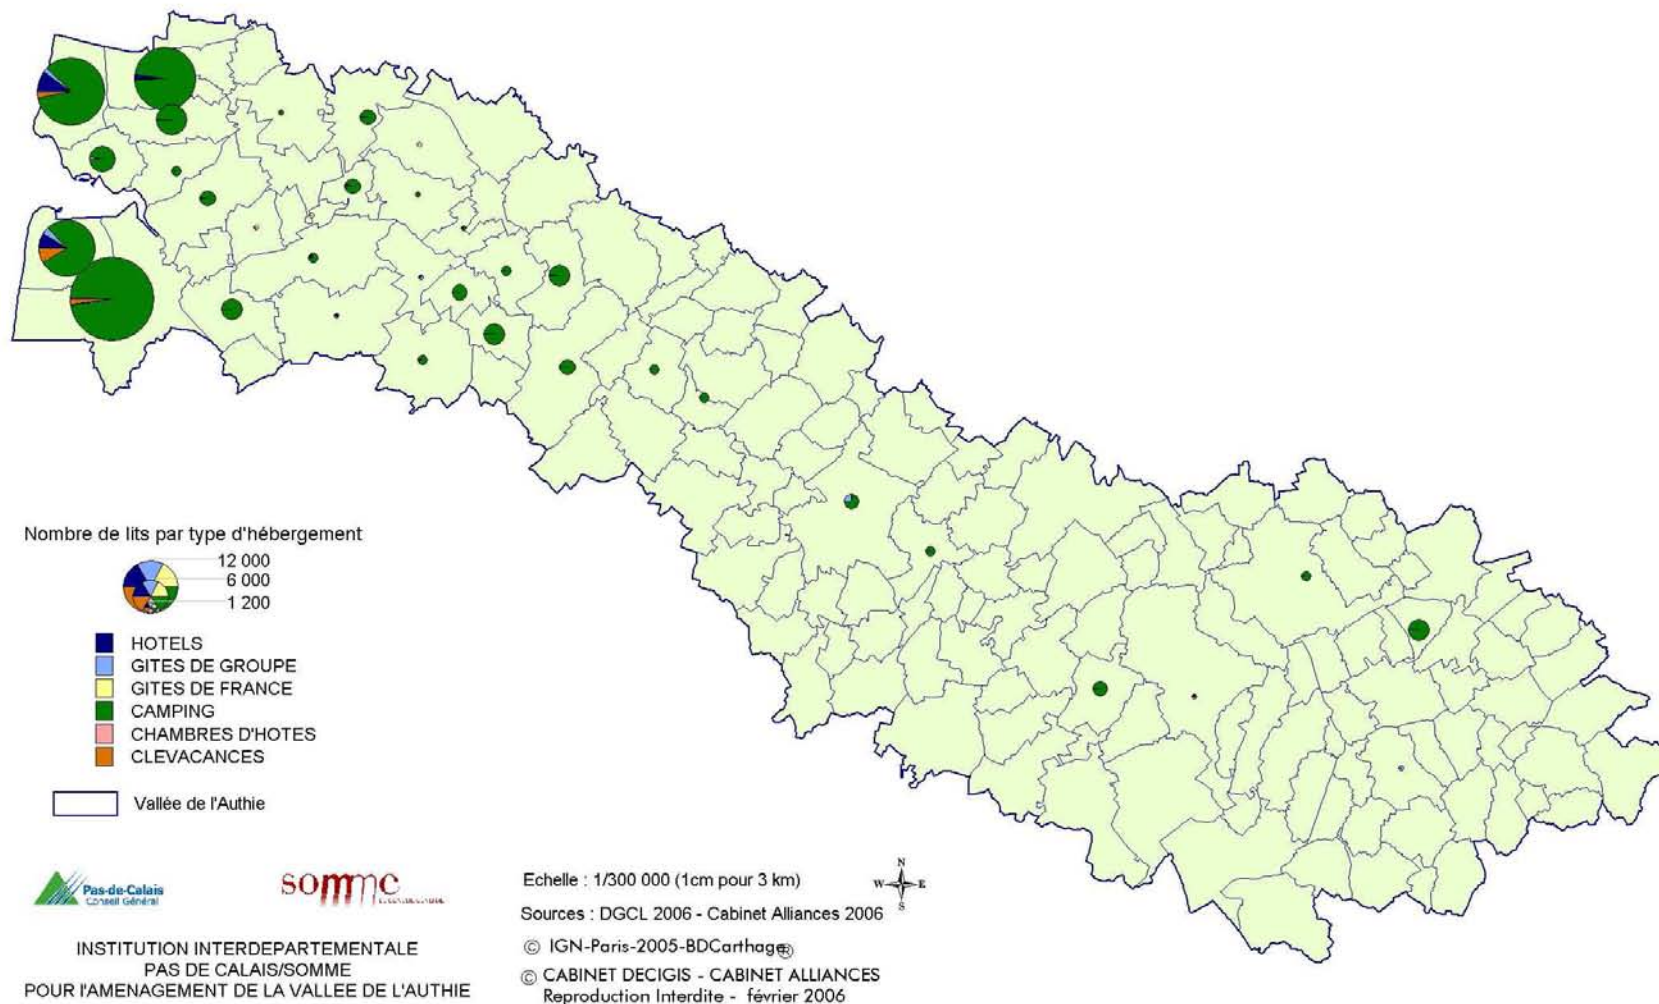 Nombre de lits par type d'hébergement
12 000
6 000
1 200
HOTELS
GITES DE GROUPE
GITES DE FRANCE
CAMPING
CHAMBRES D'HOTES
CLEVACANCES
Vallée de l'Authie
Pas-de-Calais
Conseil Général
somme
INSTITUTION INTERDEPARTEMENTALE
PAS DE CALAIS/SOMME
POUR l'AMENAGEMENT DE LA VALLEE DE L'AUTHIE
Echelle : 1/300 000 (1cm pour 3 km)
N
W E
S
Sources : DGCL 2006 - Cabinet Alliances 2006
© IGN-Paris-2005-BDCarthage®
© CABINET DECIGIS - CABINET ALLIANCES
Reproduction Interdite - février 2006